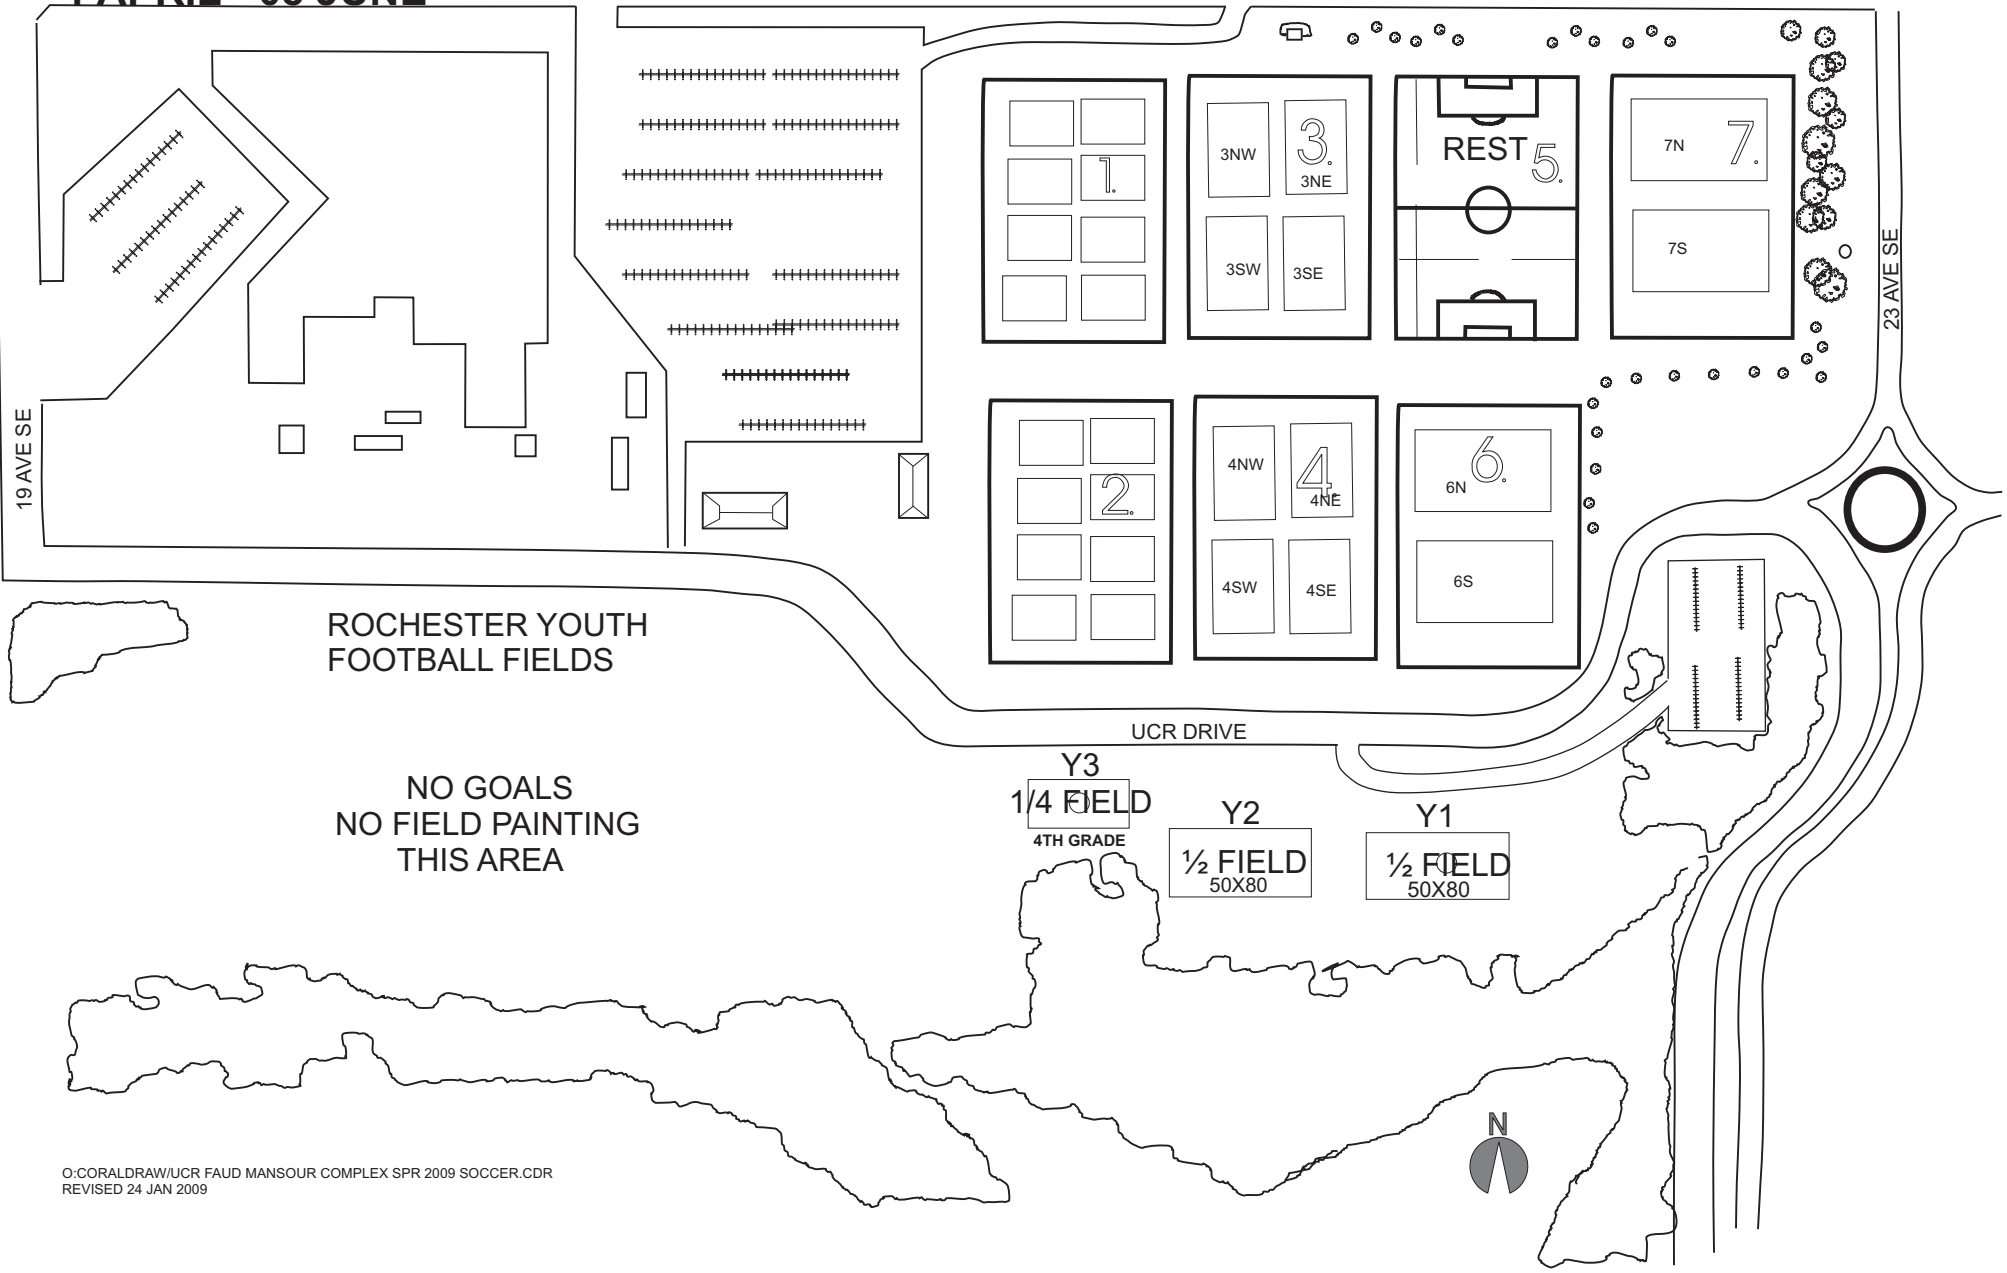 1.
3NW
3.
3NE
3SW
3SE
REST
5.
7N
7.
7S
23 AVE SE
19 AVE SE
2.
4NW
4.
4NE
4SW
4SE
6.
6N
6S
ROCHESTER YOUTH
FOOTBALL FIELDS
UCR DRIVE
NO GOALS
NO FIELD PAINTING
THIS AREA
Y3
1/4 FIELD
4TH GRADE
Y2
½ FIELD
50X80
Y1
½ FIELD
50X80
N
O:CORALDRAW/UCR FAUD MANSOUR COMPLEX SPR 2009 SOCCER.CDR
REVISED 24 JAN 2009